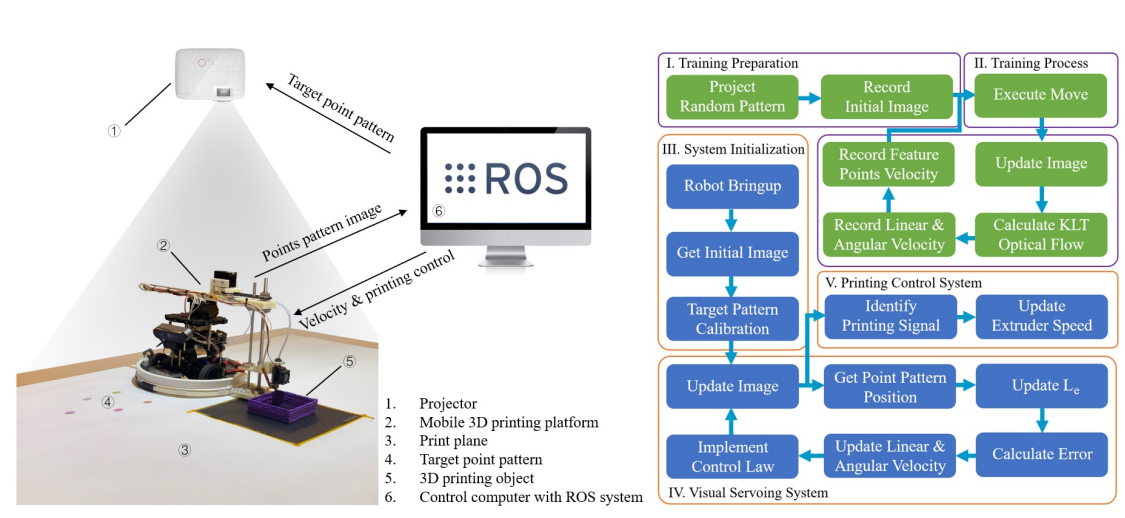 ①
Target point pattern
ROS
⑥
Points pattern image
②
Velocity & printing control
④
⑤
③
1. Projector
2. Mobile 3D printing platform
3. Print plane
4. Target point pattern
5. 3D printing object
6. Control computer with ROS system
I. Training Preparation
Project
Random Pattern
Record
Initial Image
II. Training Process
Execute Move
Update Image
Calculate KLT
Optical Flow
Record Linear &
Angular Velocity
Record Feature
Points Velocity
III. System Initialization
Robot Bringup
Get Initial Image
Target Pattern
Calibration
V. Printing Control System
Identify
Printing Signal
Update
Extruder Speed
Update Image
Get Point Pattern
Position
Update Lₑ
Calculate Error
Update Linear &
Angular Velocity
Implement
Control Law
IV. Visual Servoing System